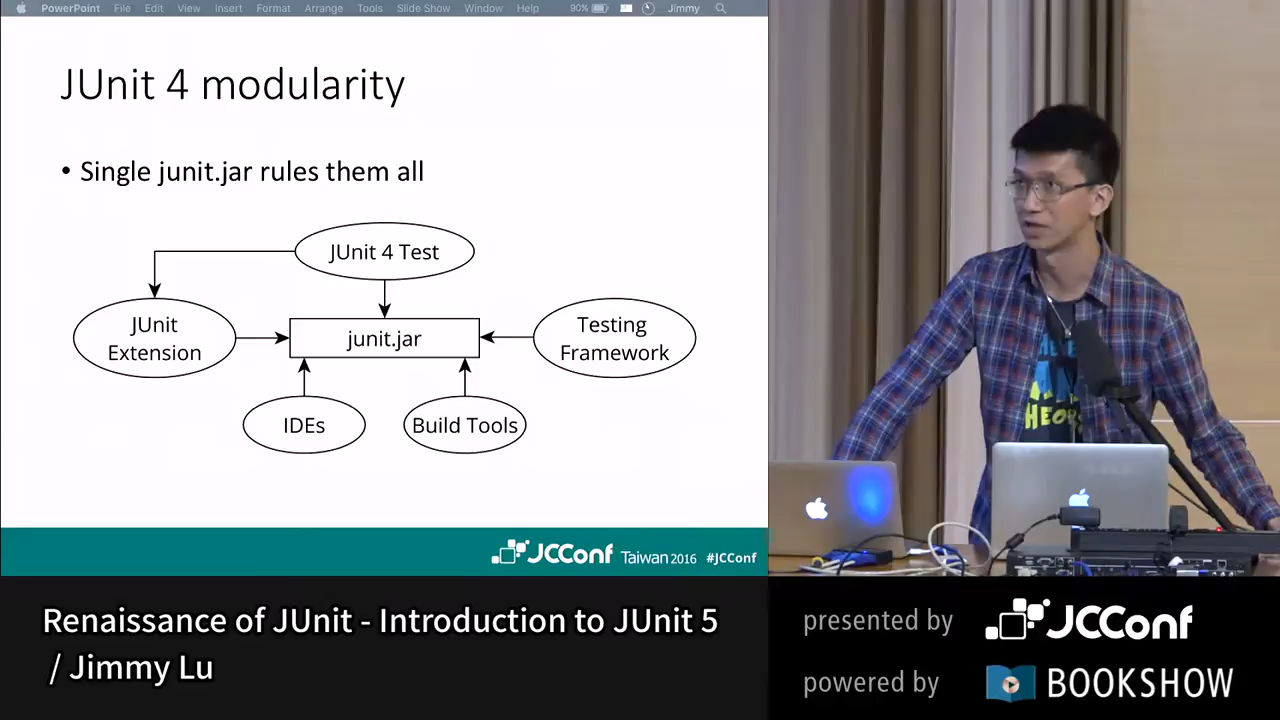 PowerPoint File Edit View Insert Format Arrange Tools Slide Show Window Help 90% Jimmy
JUnit 4 modularity
• Single junit.jar rules them all
JUnit 4 Test
JUnit
Extension
junit.jar
Testing
Framework
IDEs
Build Tools
JCConf Taiwan 2016 #JCConf
Renaissance of JUnit - Introduction to JUnit 5
/ Jimmy Lu
presented by JCConf
powered by BOOKSHOW